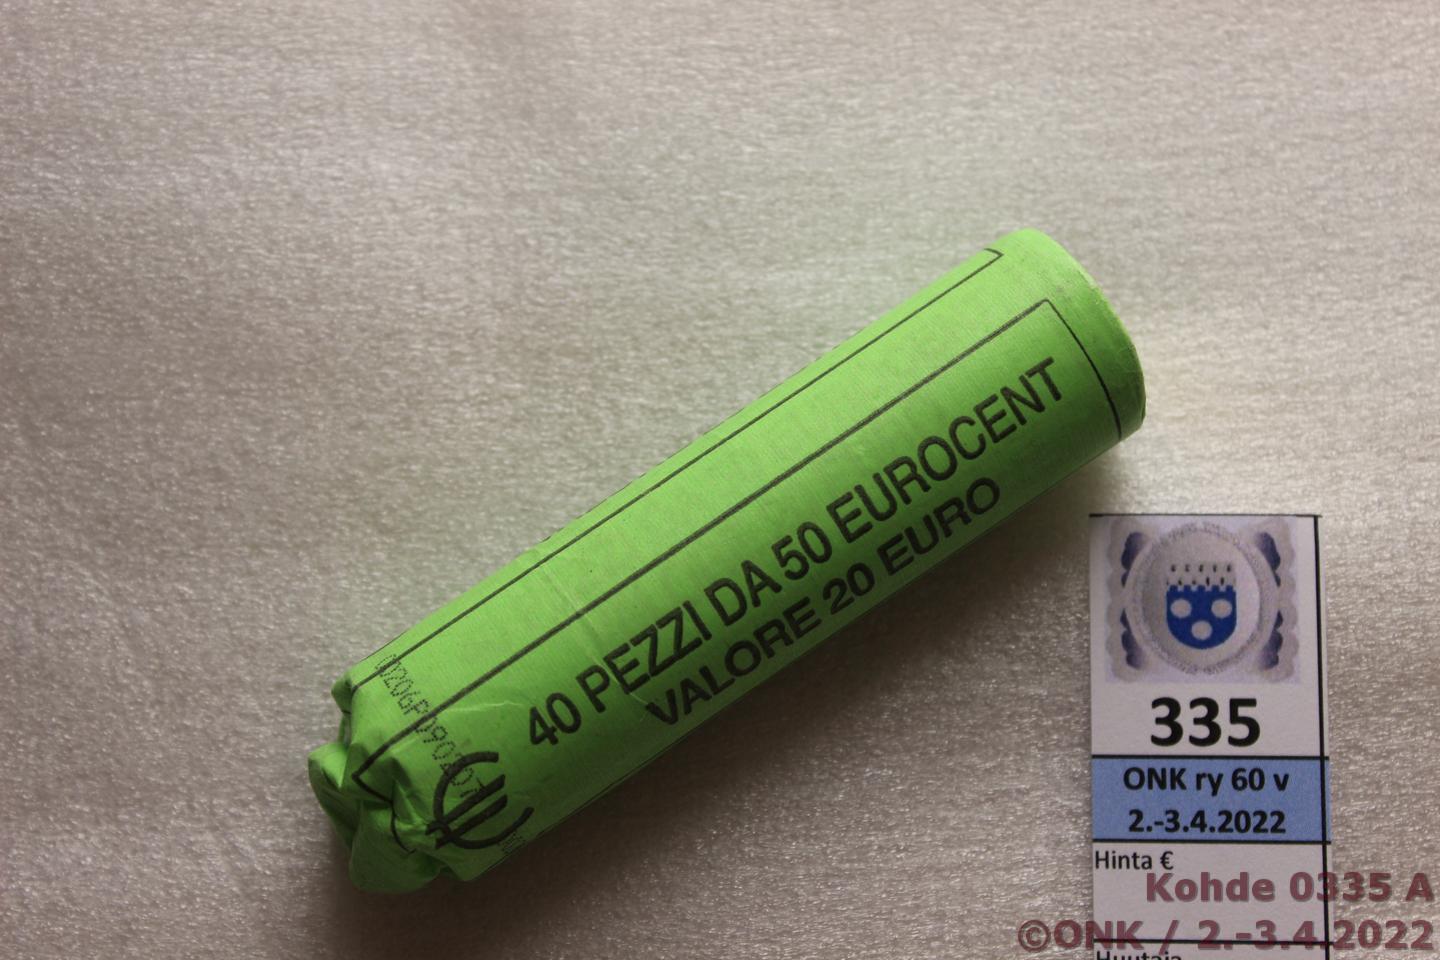 40 PEZZI DA 50 EUROCENT
VALORE 20 EURO
€
335
ONK ry 60 v
2.-3.4.2022
Hinta €
Kohde 0335 A
©ONK / 2.-3.4.2022
Huutaja